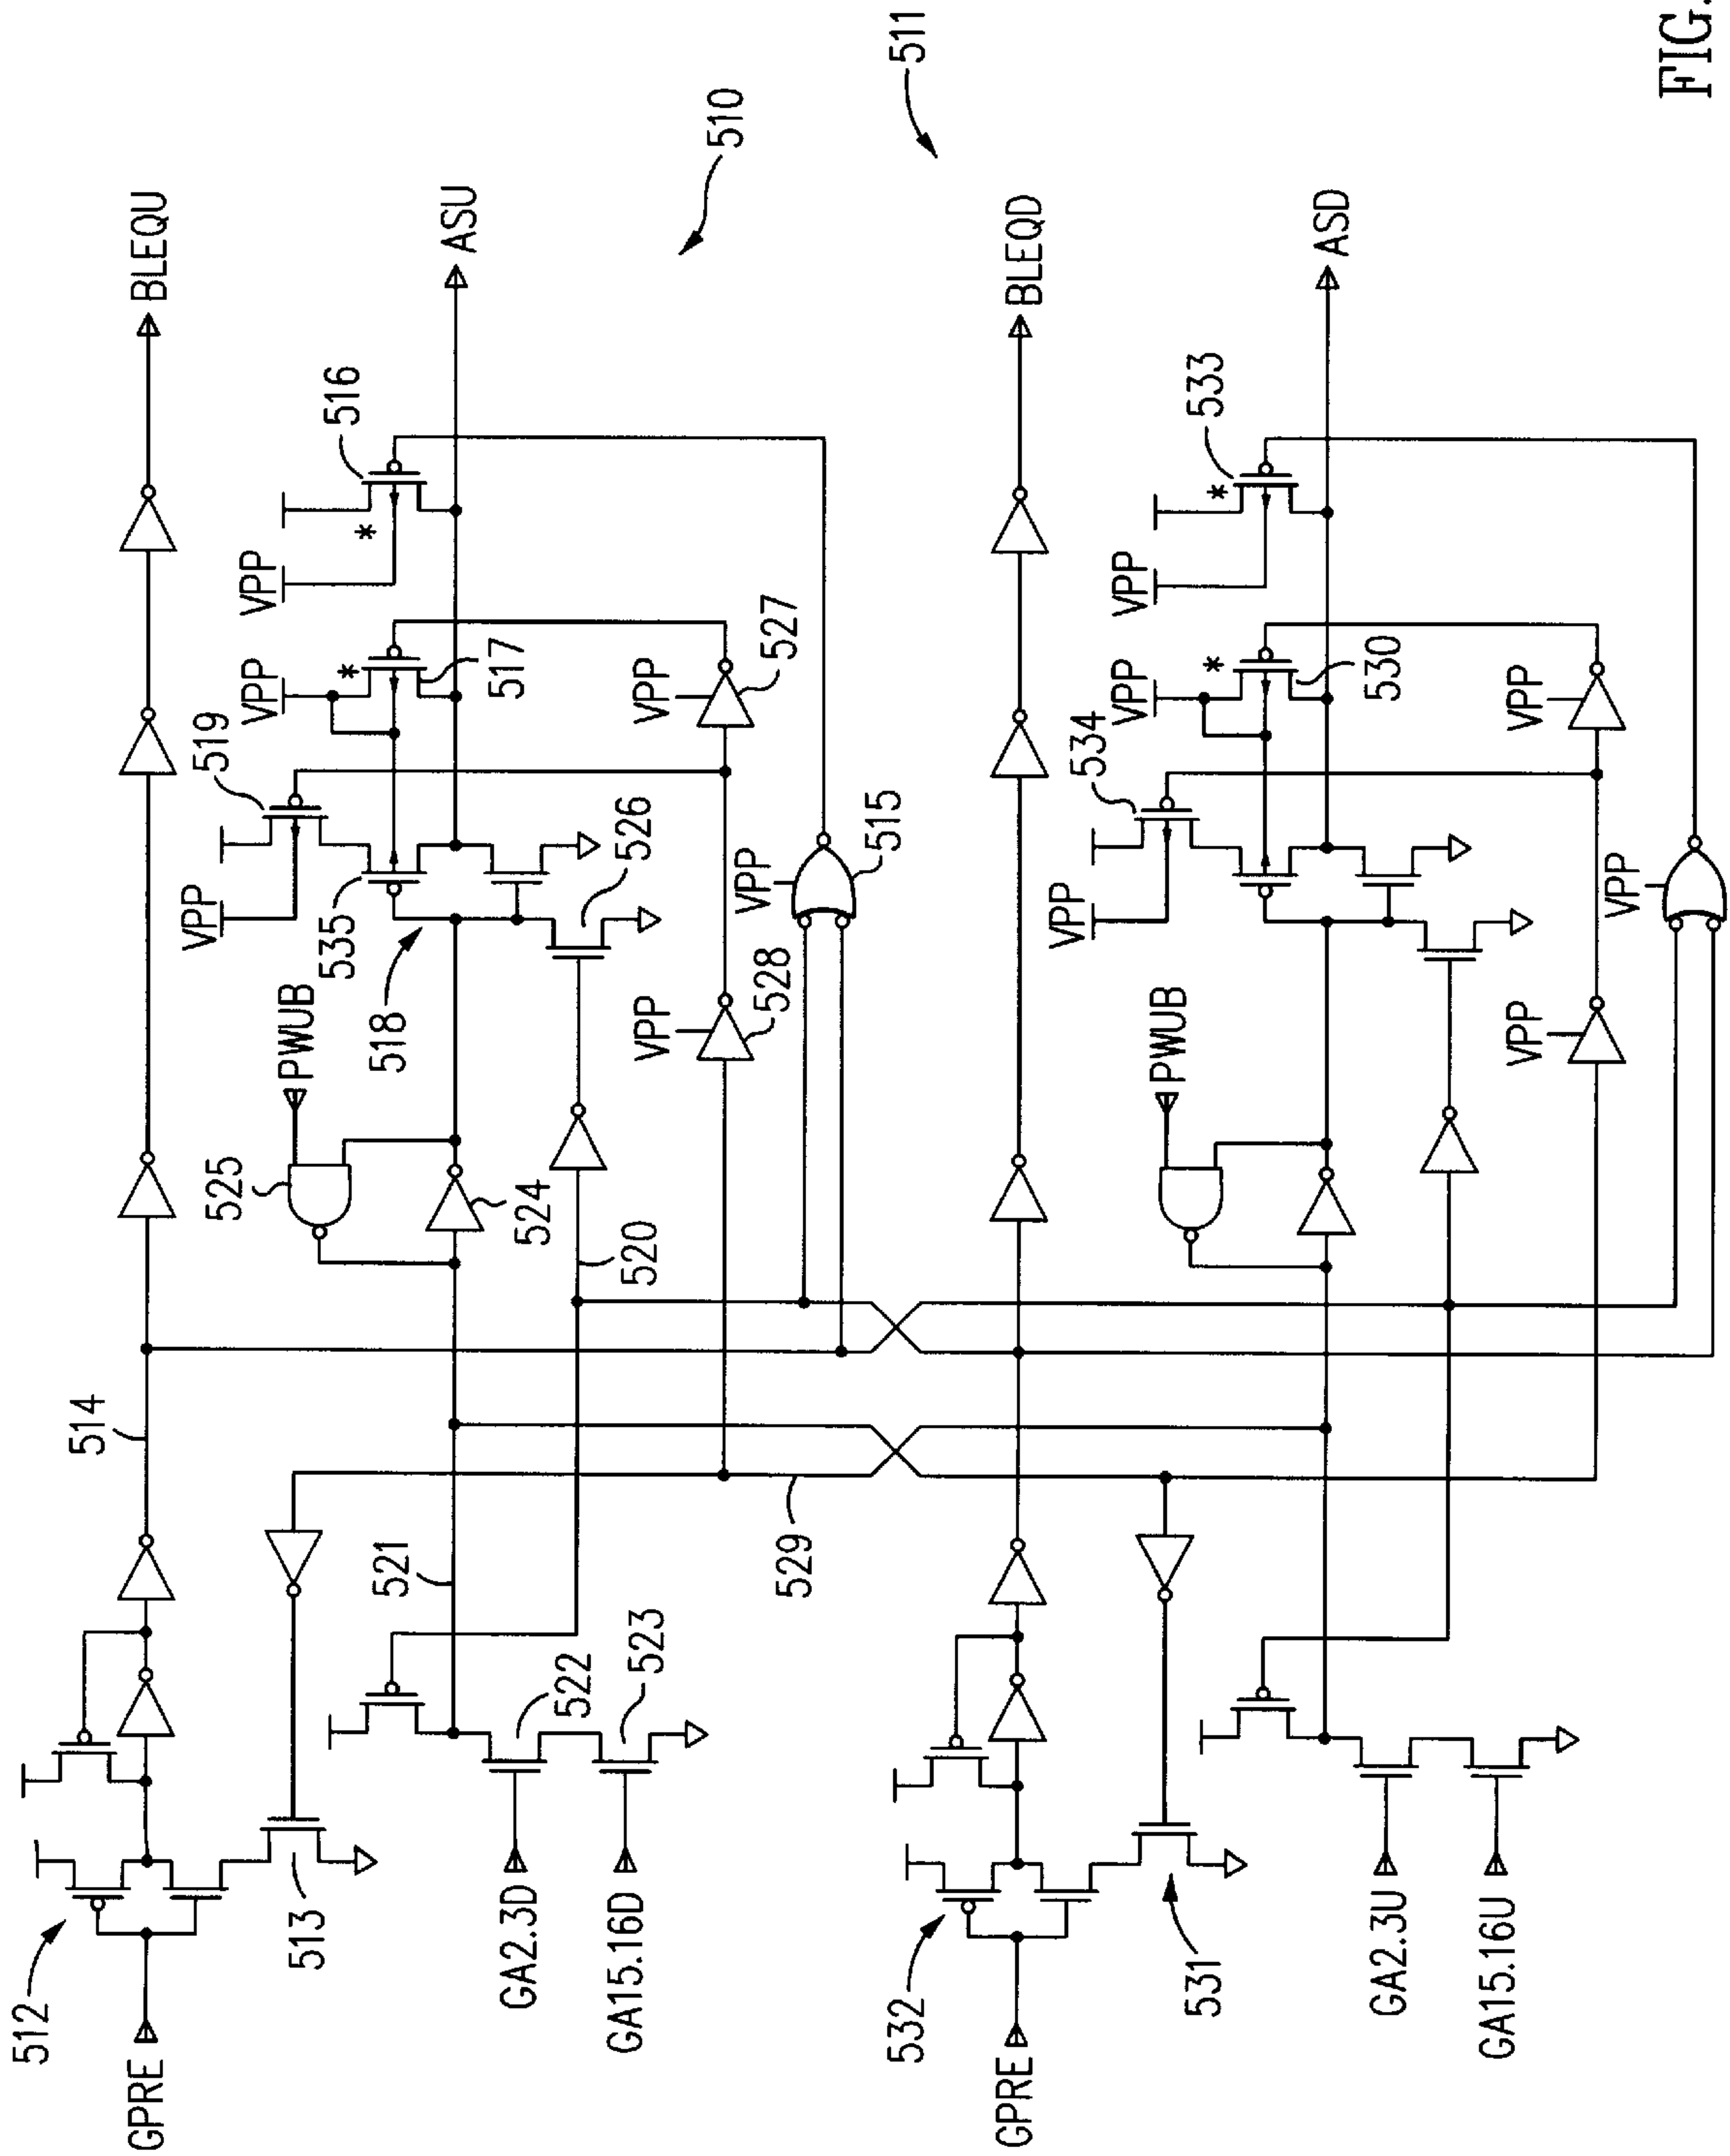 FIG.
511
510
BLEQU
ASU
BLEQD
ASD
516
VPP
*
533
VPP
*
VPP
*
517
527
VPP
519
VPP
535
518
526
VPP
515
VPP
528
VPP
*
530
VPP
534
VPP
VPP
VPP
PWUB
525
524
520
PWUB
514
521
529
522
523
512
513
GPRE
GA2.3D
GA15.16D
532
531
GPRE
GA2.3U
GA15.16U